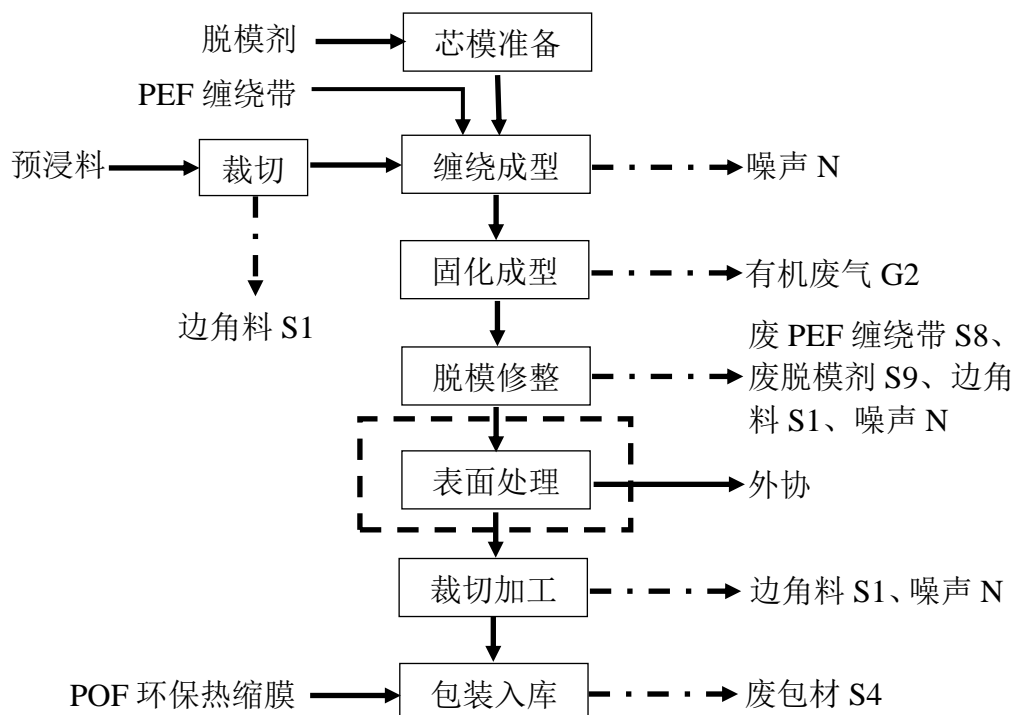 脱模剂
芯模准备
PEF 缠绕带
预浸料
裁切
缠绕成型
噪声 N
固化成型
有机废气 G2
边角料 S1
脱模修整
废 PEF 缠绕带 S8、
废脱模剂 S9、边角
料 S1、噪声 N
表面处理
外协
裁切加工
边角料 S1、噪声 N
POF 环保热缩膜
包装入库
废包材 S4